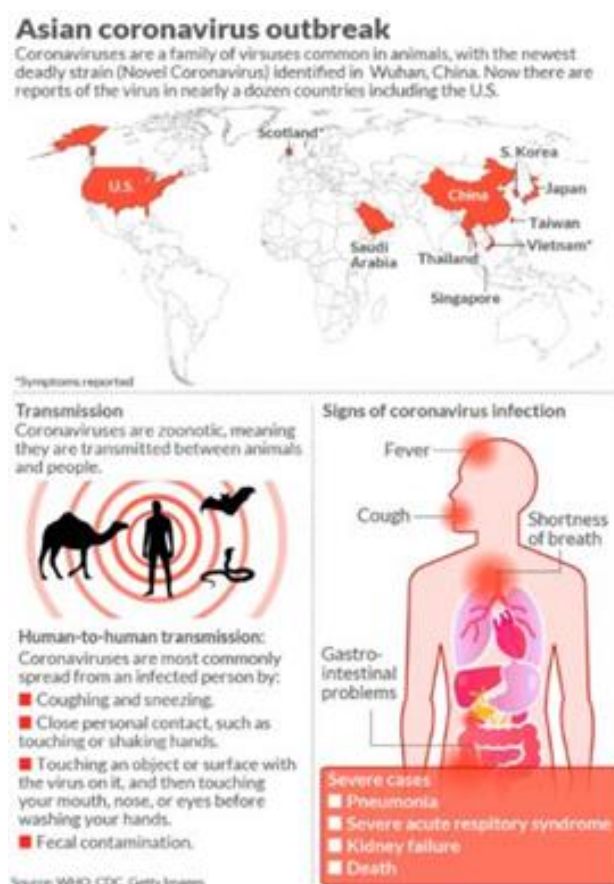 Asian coronavirus outbreak
Coronaviruses are a family of virsuses common in animals, with the newest
deadly strain (Novel Coronavirus) identified in Wuhan, China. Now there are
reports of the virus in nearly a dozen countries including the U.S.
Scotland*
S. Korea
U.S.
China
Japan
Taiwan
Saudi
Arabia
Thailand
Vietnam*
Singapore
*Symptoms reported
Transmission
Coronaviruses are zoonotic, meaning
they are transmitted between animals
and people.
Human-to-human transmission:
Coronaviruses are most commonly
spread from an infected person by:
Coughing and sneezing.
Close personal contact, such as
touching or shaking hands.
Touching an object or surface with
the virus on it, and then touching
your mouth, nose, or eyes before
washing your hands.
Fecal contamination.
Source: WHO, CDC, Getty Images
Signs of coronavirus infection
Fever
Cough
Shortness
of breath
Gastro-
intestinal
problems
Severe cases
Pneumonia
Severe acute respitory syndrome
Kidney failure
Death